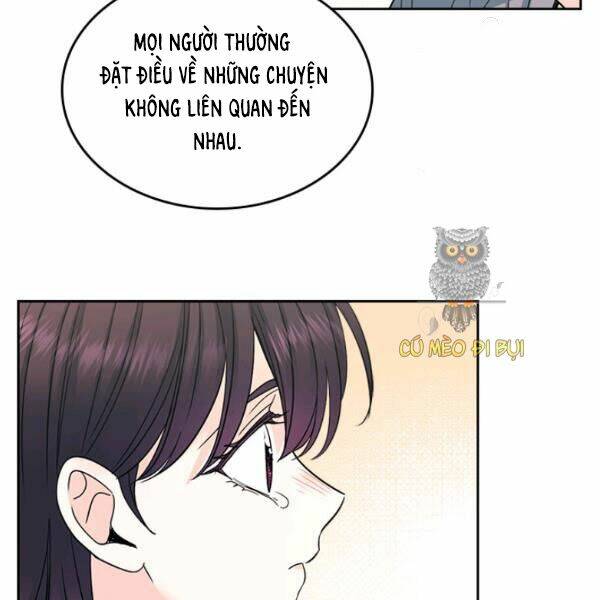 MỌI NGƯỜI THƯỜNG
ĐẶT ĐIỀU VỀ NHỮNG CHUYỆN
KHÔNG LIÊN QUAN ĐẾN
NHAU.
CÚ MÈO ĐI BỤI